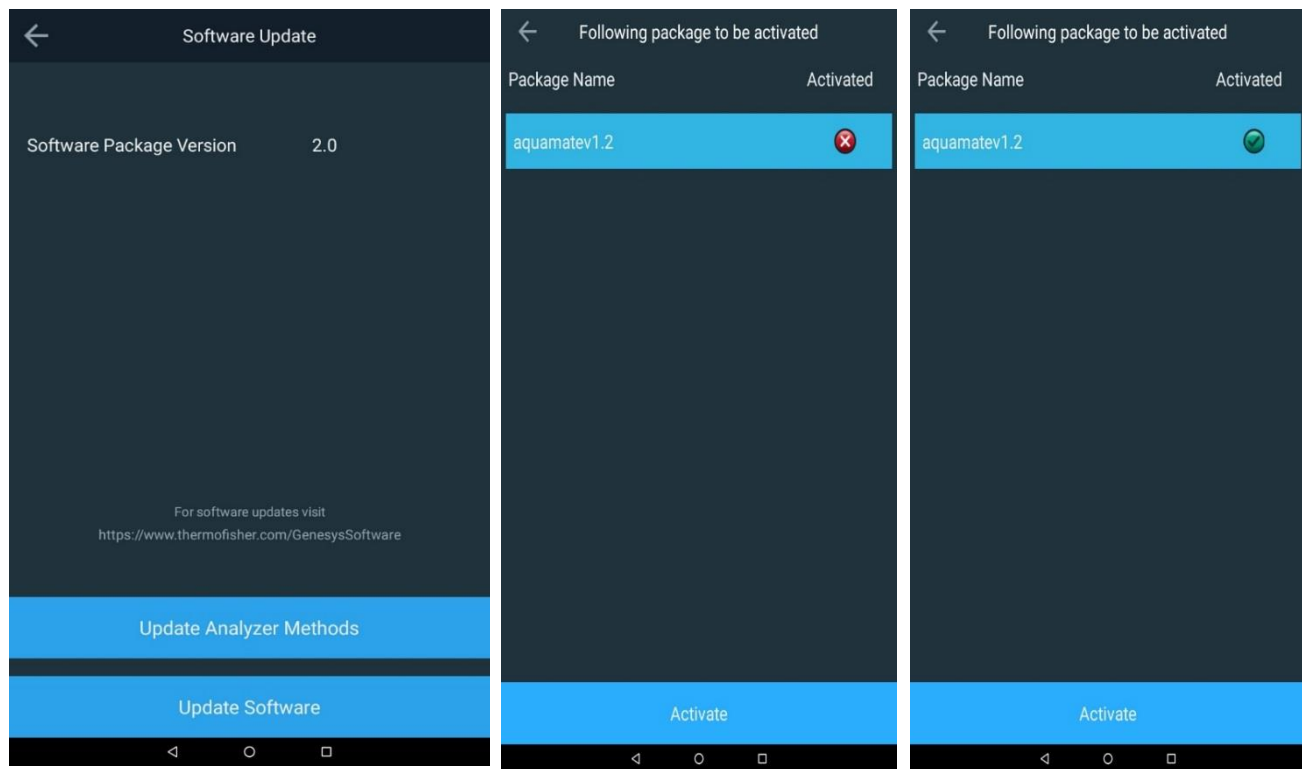 Software Update
Software Package Version 2.0
For software updates visit
https://www.thermofisher.com/GenesysSoftware
Update Analyzer Methods
Update Software
Following package to be activated
Package Name Activated
aquamatev1.2
Activate
Following package to be activated
Package Name Activated
aquamatev1.2
Activate